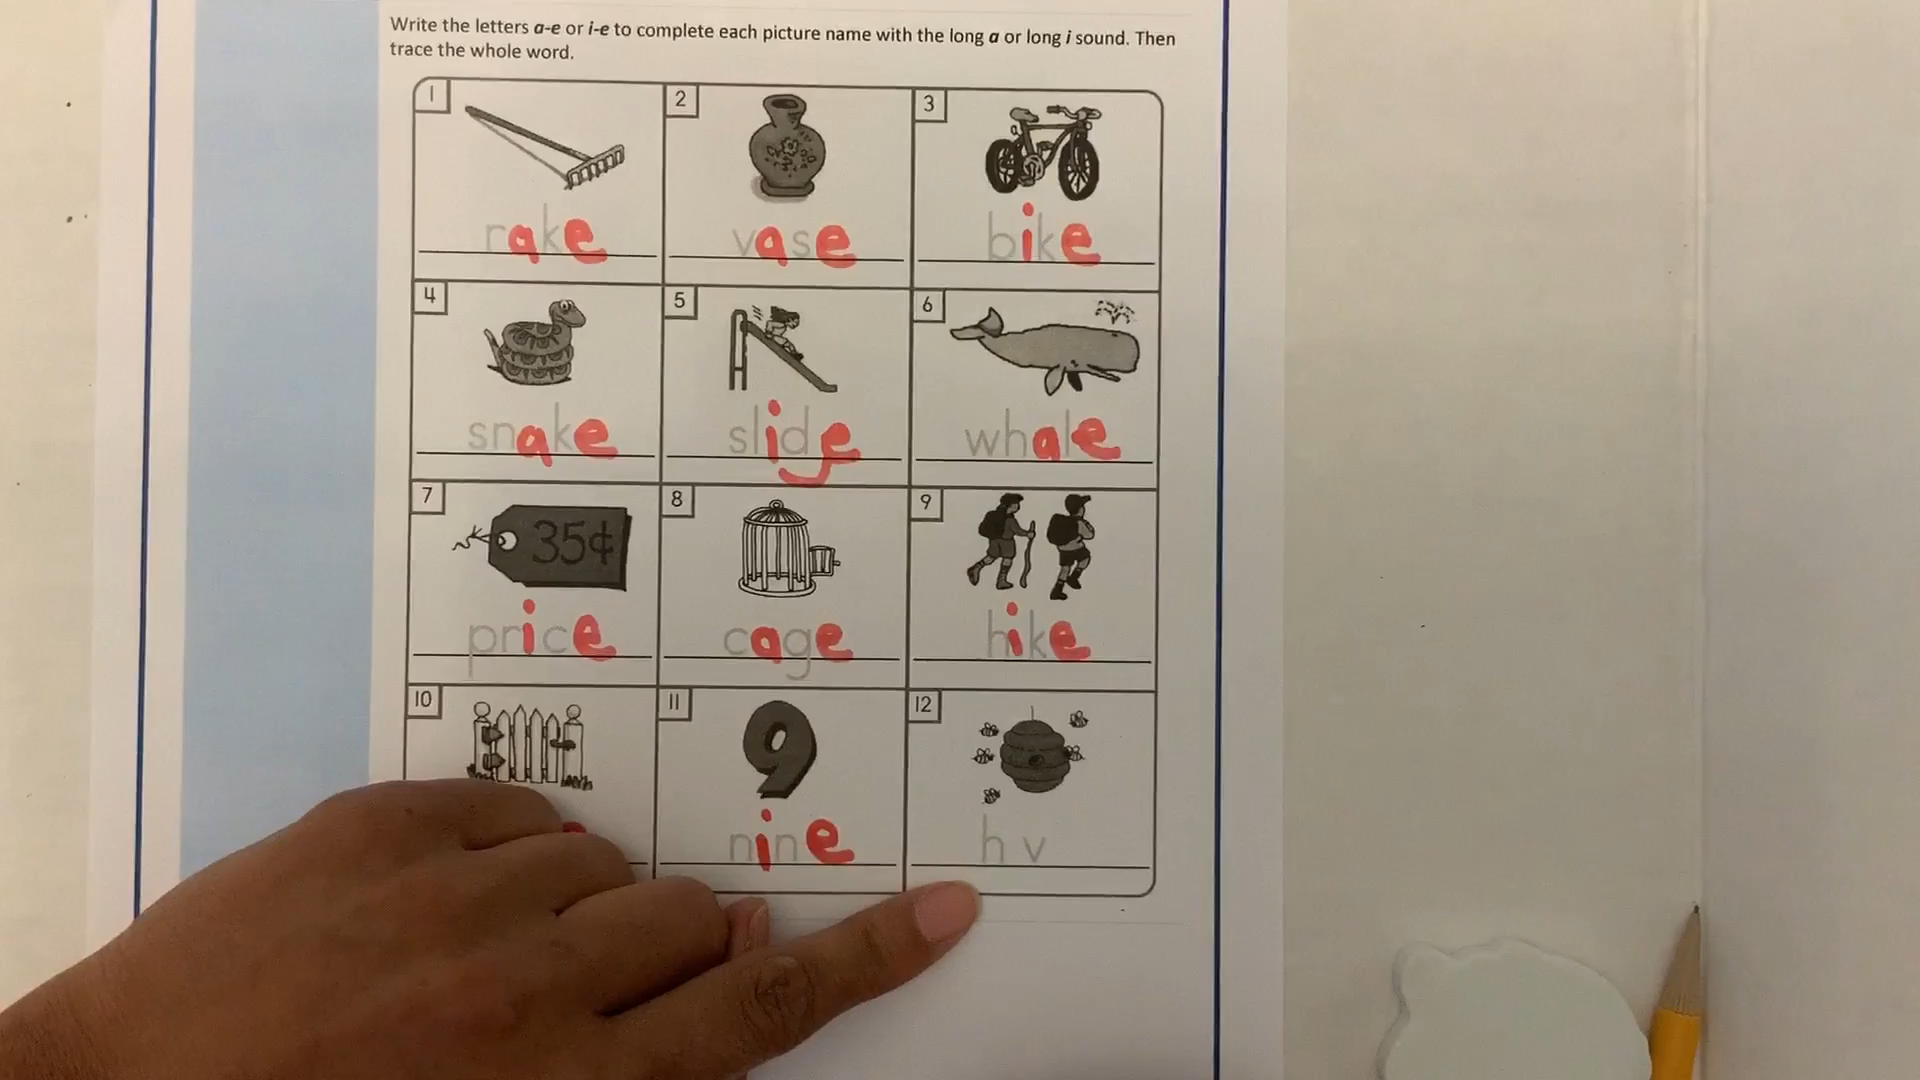 Write the letters a-e or i-e to complete each picture name with the long a or long i sound. Then
trace the whole word.
1
rake
2
vase
3
bike
4
snake
5
slide
6
whale
7
35¢
price
8
cage
9
hike
10
11
9
nine
12
h v